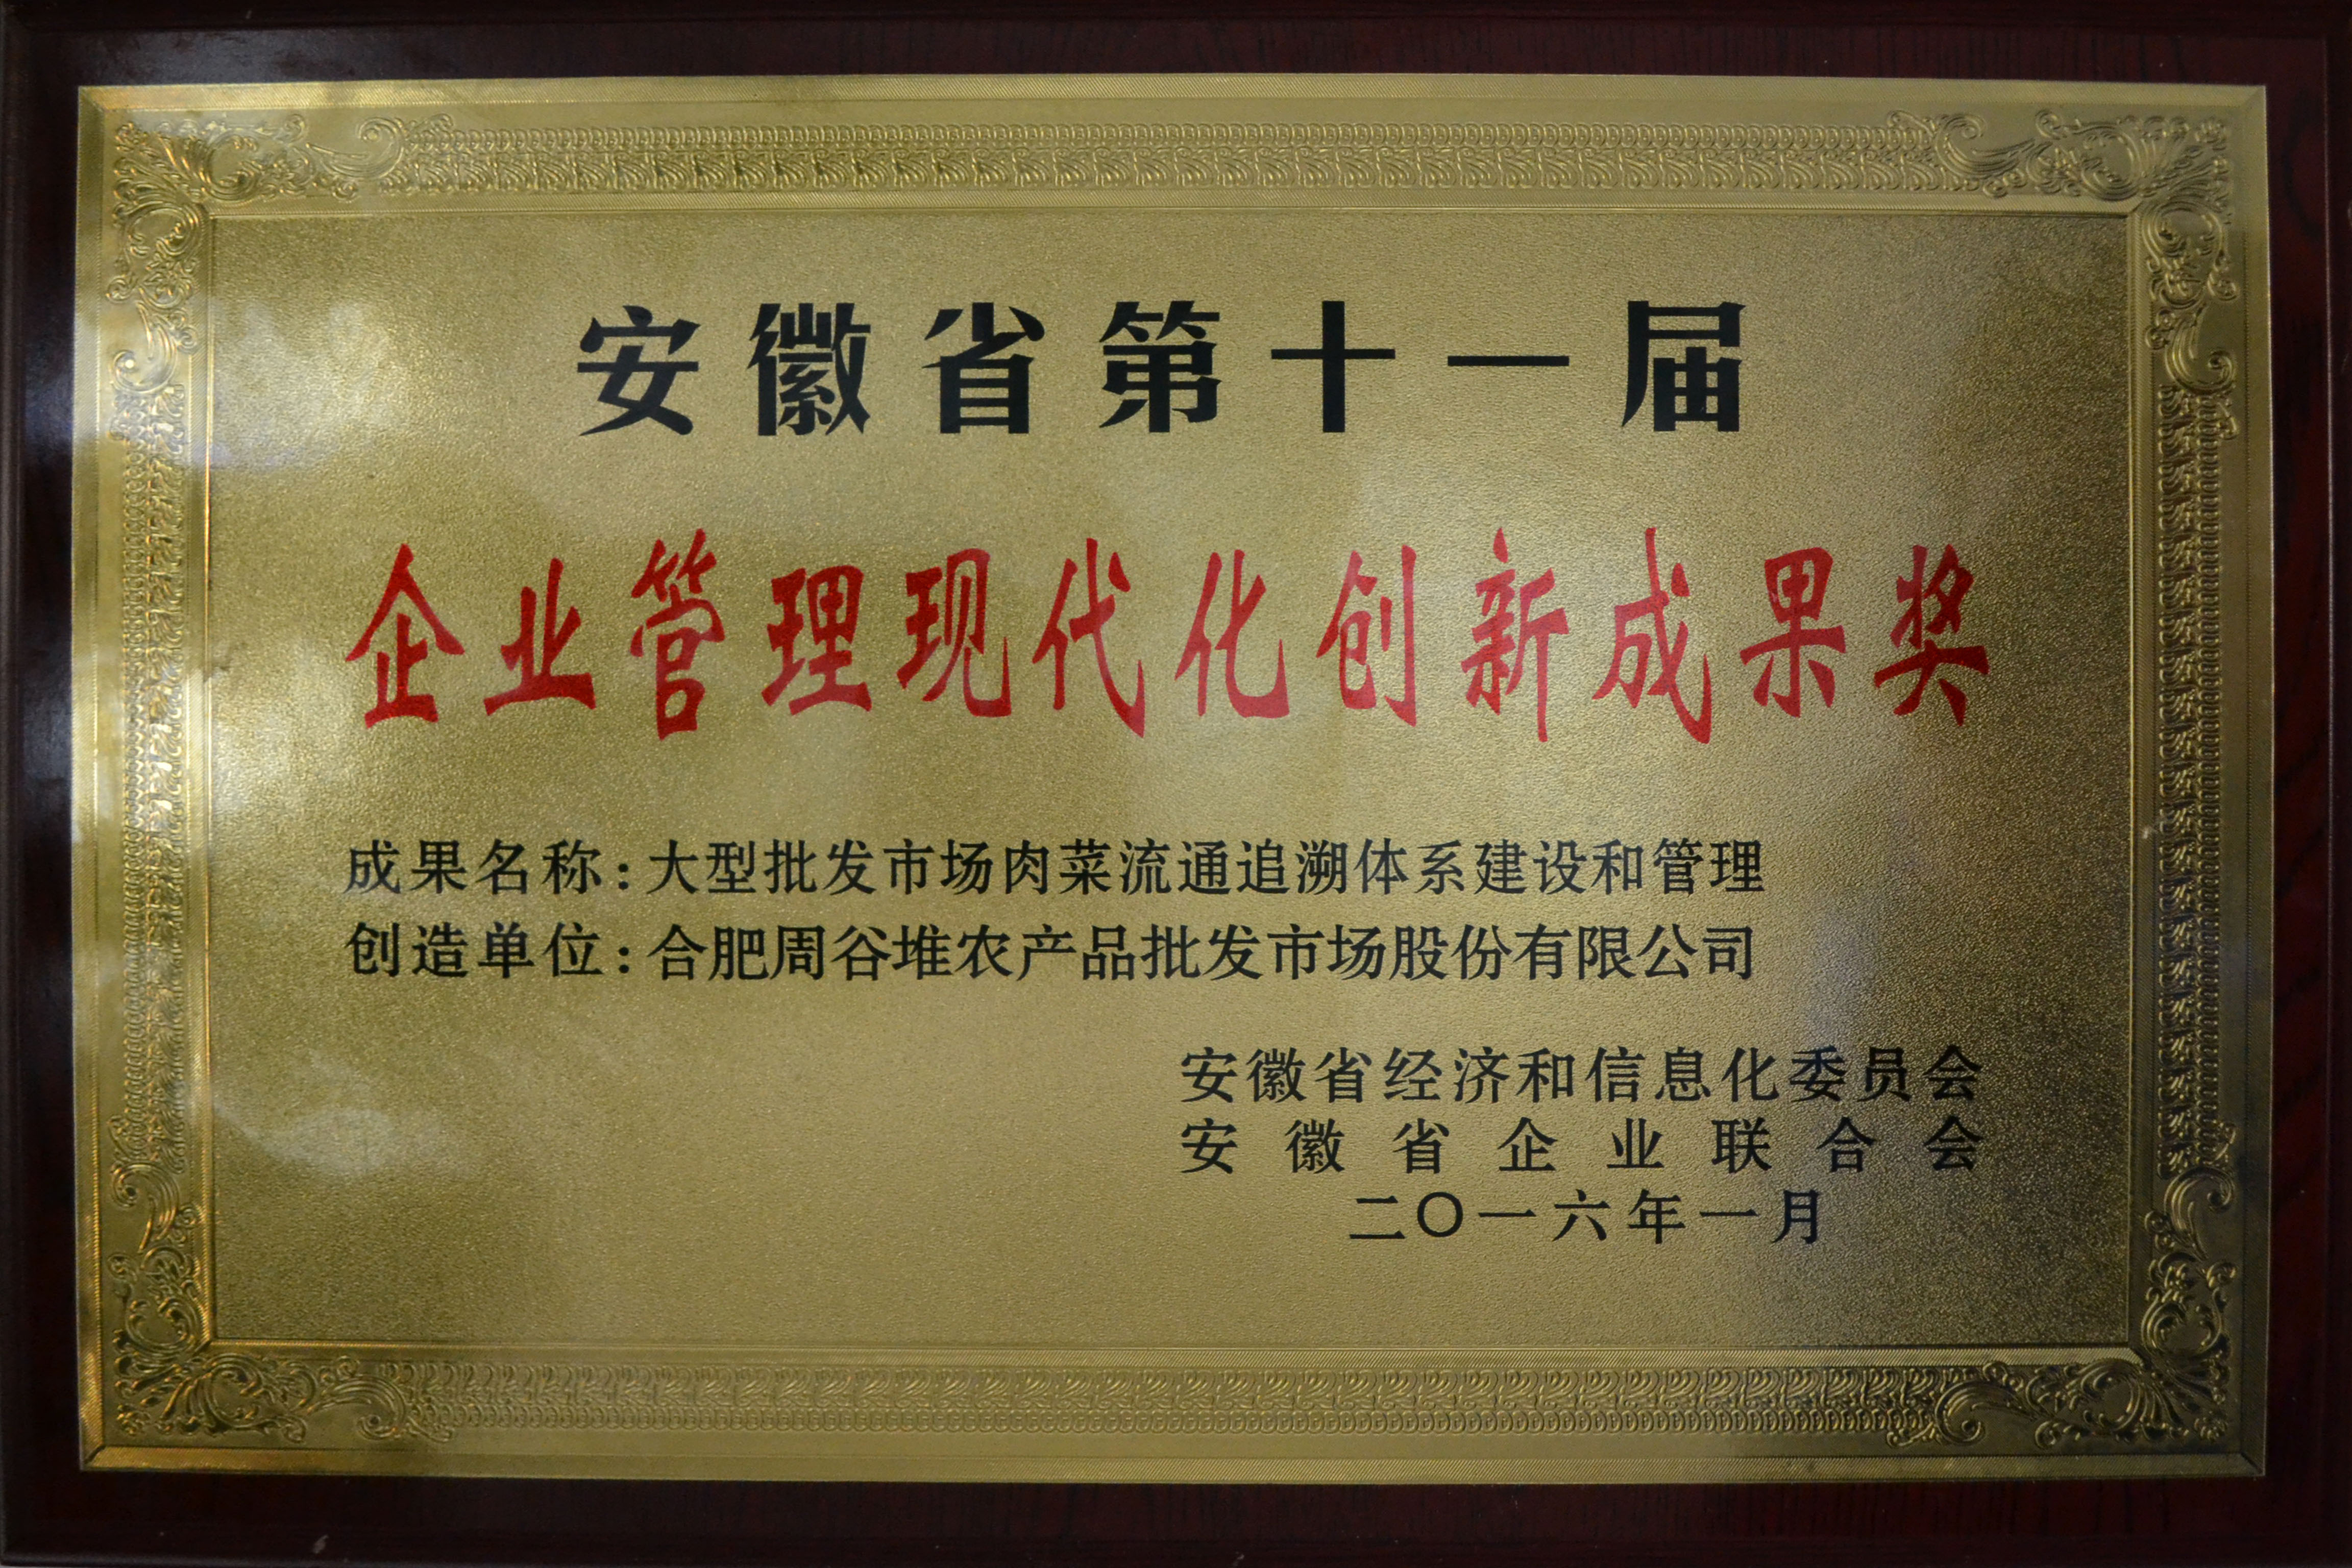 安徽省第十一届
企业管理现代化创新成果奖
成果名称:大型批发市场肉菜流通追溯体系建设和管理
创造单位:合肥周谷堆农产品批发市场股份有限公司
安徽省经济和信息化委员会
安徽省企业联合会
二〇一六年一月